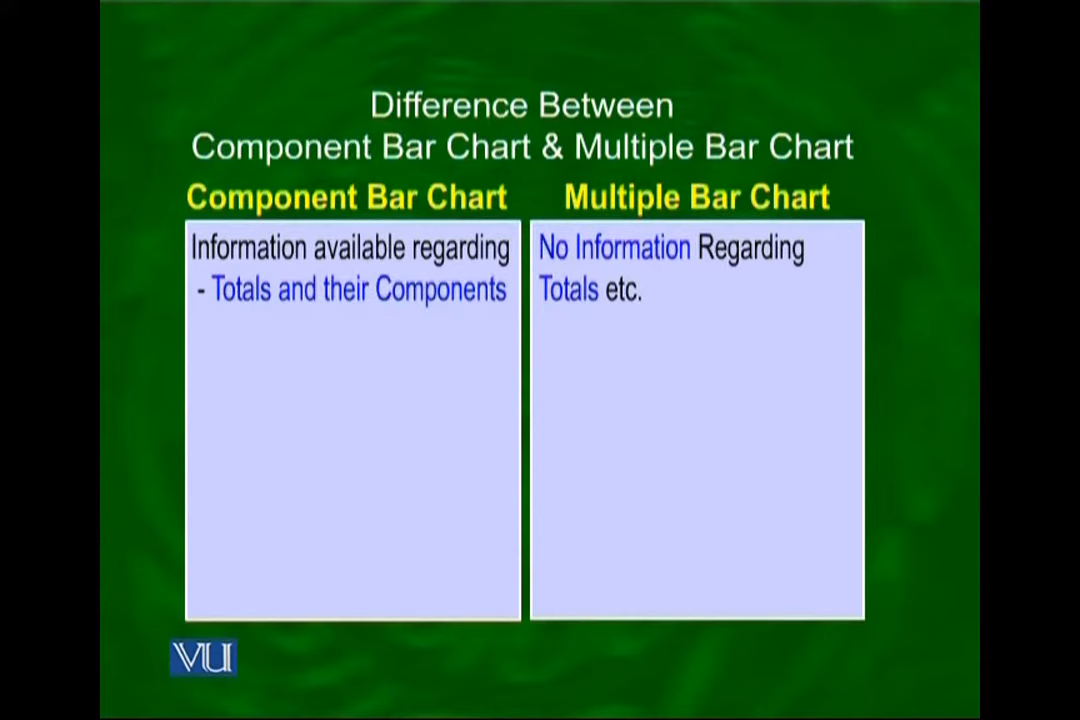 Difference Between
Component Bar Chart & Multiple Bar Chart
Component Bar Chart
Information available regarding
- Totals and their Components
Multiple Bar Chart
No Information Regarding
Totals etc.
VU